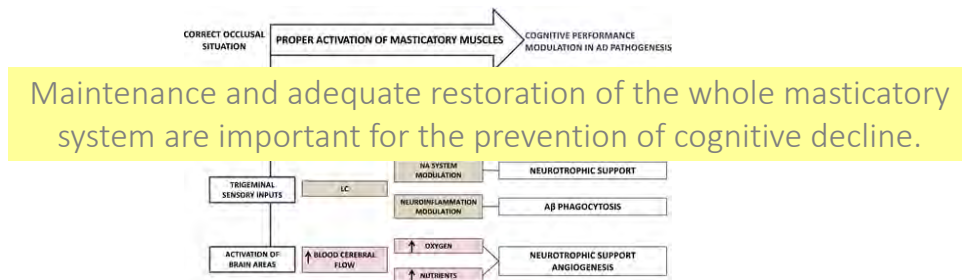 CORRECT OCCLUSAL
SITUATION
PROPER ACTIVATION OF MASTICATORY MUSCLES
COGNITIVE PERFORMANCE
MODULATION IN AD PATHOGENESIS
Maintenance and adequate restoration of the whole masticatory
system are important for the prevention of cognitive decline.
NA SYSTEM
MODULATION
NEUROTROPHIC SUPPORT
TRIGEMINAL
SENSORY INPUTS
LC
NEUROINFLAMMATION
MODULATION
Aβ PHAGOCYTOSIS
ACTIVATION OF
BRAIN AREAS
BLOOD CEREBRAL
FLOW
OXYGEN
NUTRIENTS
NEUROTROPHIC SUPPORT
ANGIOGENESIS